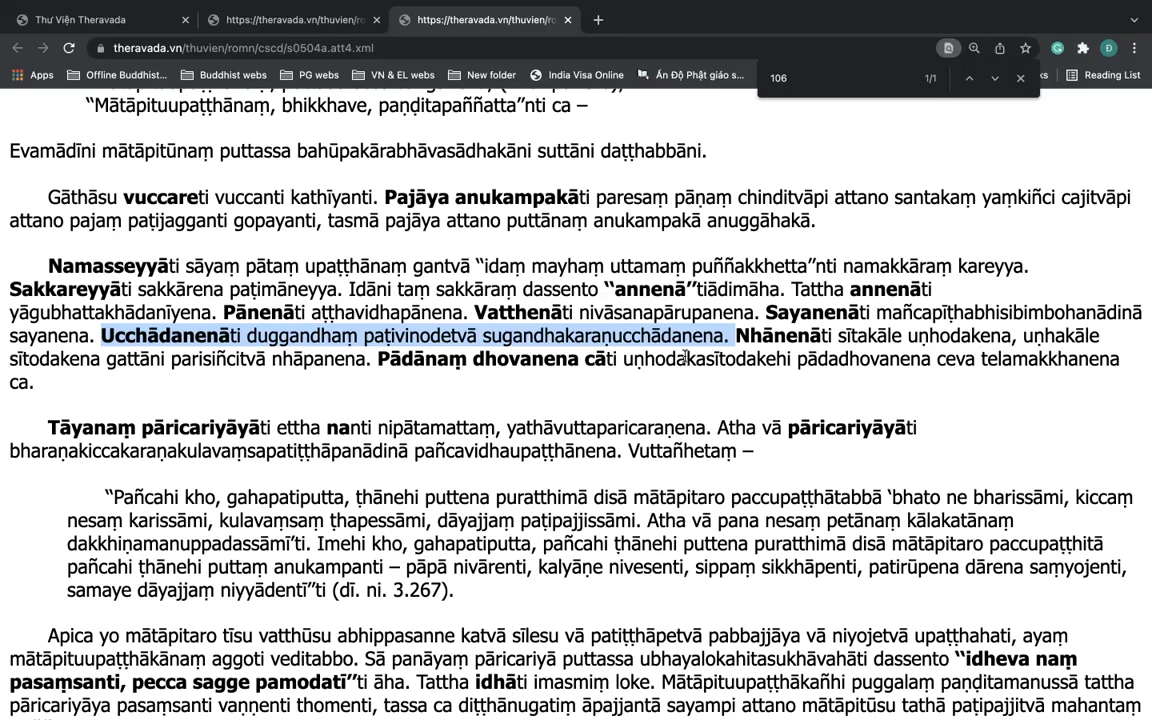 Thư Viện Theravada
https://theravada.vn/thuvien/ro
https://theravada.vn/thuvien/ro
theravada.vn/thuvien/romn/cscd/s0504a.att4.xml
Apps
Offline Buddhist...
Buddhist webs
PG webs
VN & EL webs
New folder
India Visa Online
Ấn Độ Phật giáo s...
106
1/1
ks
Reading List
“Mātāpituupaṭṭhānaṃ, bhikkhave, paṇḍitapaññatta”nti ca –
Evamādīni mātāpitūnaṃ puttassa bahūpakārabhāvasādhakāni suttāni daṭṭhabbāni.
Gāthāsu vuccareti vuccanti kathīyanti. Pajāya anukampakāti paresaṃ pāṇaṃ chinditvāpi attano santakaṃ yaṃkiñci cajitvāpi
attano pajaṃ paṭijagganti gopayanti, tasmā pajāya attano puttānaṃ anukampakā anuggāhakā.
Namasseyyāti sāyaṃ pātaṃ upaṭṭhānaṃ gantvā “idaṃ mayhaṃ uttamaṃ puññakkhetta”nti namakkāraṃ kareyya.
Sakkareyyāti sakkārena paṭimāneyya. Idāni taṃ sakkāraṃ dassento “annenā”tiādimāha. Tattha annenāti
yāgubhattakhādanīyena. Pānenāti aṭṭhavidhapānena. Vatthenāti nivāsanapārupanena. Sayanenāti mañcapīṭhabhisibimbohanādinā
sayanena. Ucchādanenāti duggandhaṃ paṭivinodetvā sugandhakaraṇucchādanena. Nhānenāti sītakāle uṇhodakena, uṇhakāle
sītodakena gattāni parisiñcitvā nhāpanena. Pādānaṃ dhovanena cāti uṇhodakasītodakehi pādadhovanena ceva telamakkhanena
ca.
Tāyanaṃ pāricariyāyāti ettha nanti nipātamattaṃ, yathāvuttaparicaraṇena. Atha vā pāricariyāyāti
bharaṇakiccakaraṇakulavaṃsapatiṭṭhāpanādinā pañcavidhaupaṭṭhānena. Vuttañhetaṃ –
“Pañcahi kho, gahapatiputta, ṭhānehi puttena puratthimā disā mātāpitaro paccupaṭṭhātabbā ‘bhato ne bharissāmi, kiccaṃ
nesaṃ karissāmi, kulavaṃsaṃ ṭhapessāmi, dāyajjaṃ paṭipajjissāmi. Atha vā pana nesaṃ petānaṃ kālakatānaṃ
dakkhiṇamanuppadassāmī’ti. Imehi kho, gahapatiputta, pañcahi ṭhānehi puttena puratthimā disā mātāpitaro paccupaṭṭhitā
pañcahi ṭhānehi puttaṃ anukampanti – pāpā nivārenti, kalyāṇe nivesenti, sippaṃ sikkhāpenti, patirūpena dārena saṃyojenti,
samaye dāyajjaṃ niyyādentī”ti (dī. ni. 3.267).
Apica yo mātāpitaro tīsu vatthūsu abhippasanne katvā sīlesu vā patiṭṭhāpetvā pabbajjāya vā niyojetvā upaṭṭhahati, ayaṃ
mātāpituupaṭṭhākānaṃ aggoti veditabbo. Sā panāyaṃ pāricariyā puttassa ubhayalokahitasukhāvahāti dassento “idheva naṃ
pasaṃsanti, pecca sagge pamodatī”ti āha. Tattha idhāti imasmiṃ loke. Mātāpituupaṭṭhākañhi puggalaṃ paṇḍitamanussā tattha
pāricariyāya pasaṃsanti vaṇṇenti thomenti, tassa ca diṭṭhānugatiṃ āpajjantā sayampi attano mātāpitūsu tathā paṭipajjitvā mahantaṃ